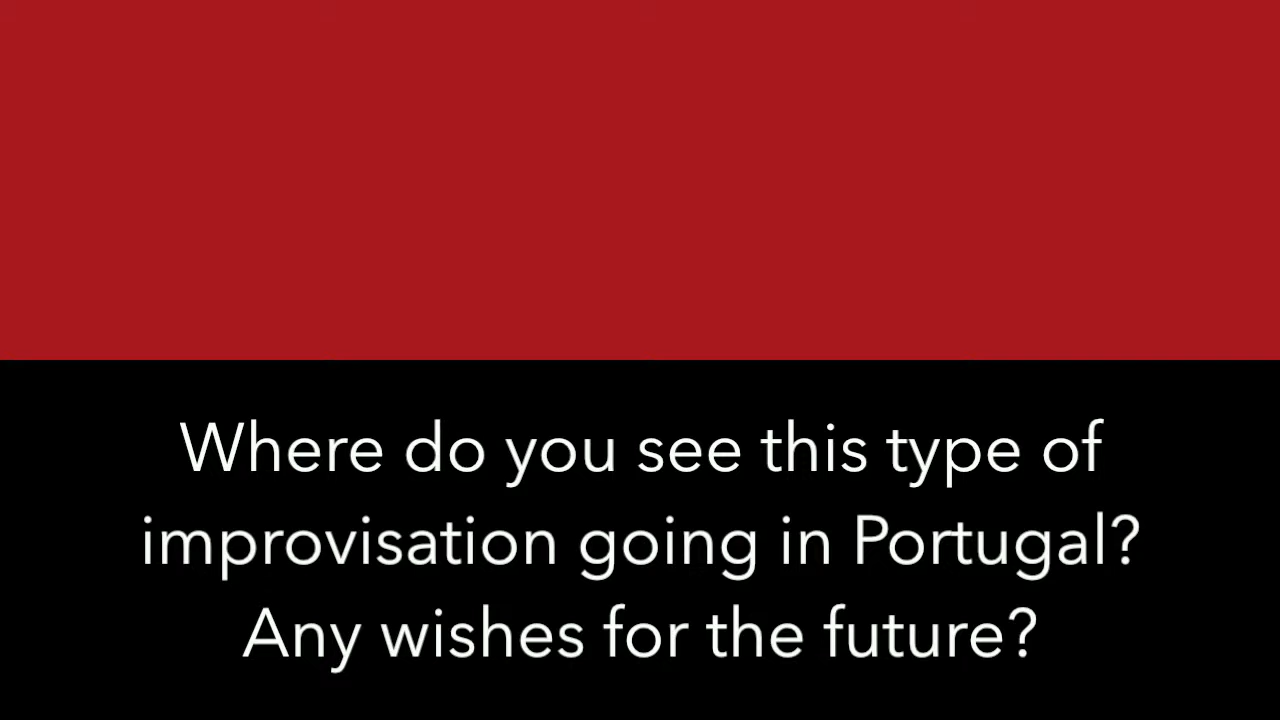 Where do you see this type of
improvisation going in Portugal?
Any wishes for the future?